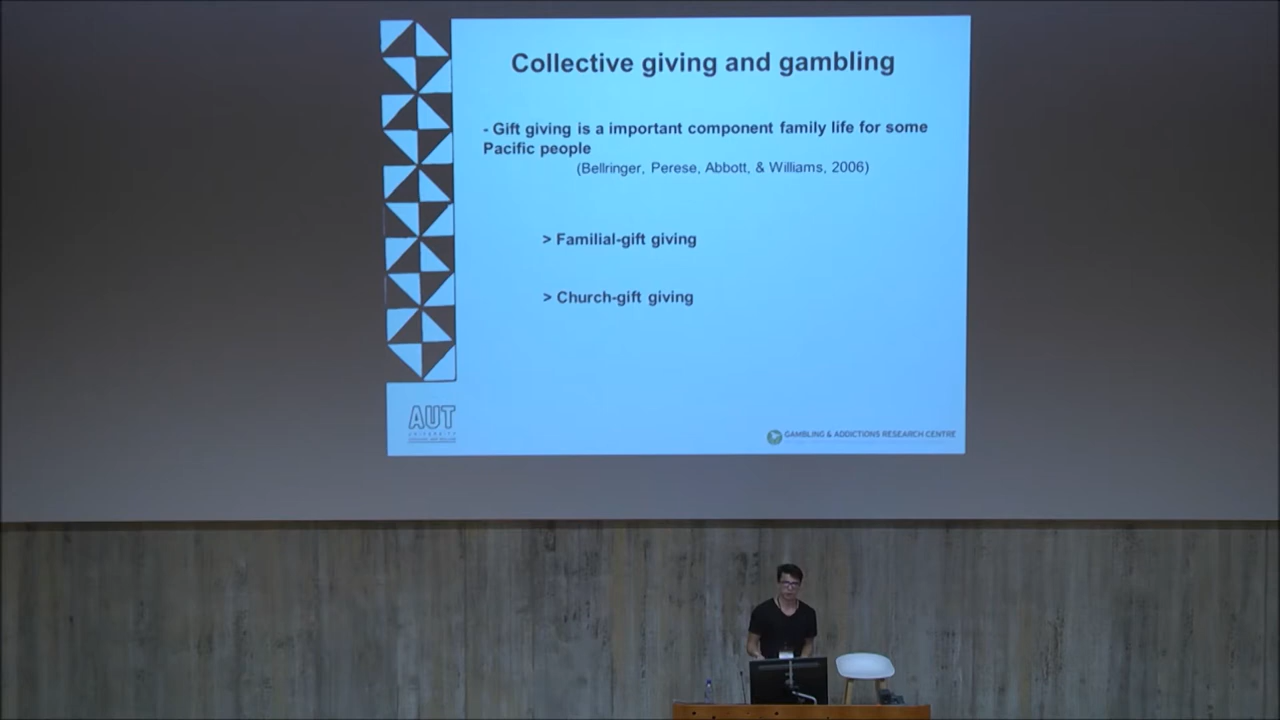 Collective giving and gambling
- Gift giving is a important component family life for some
Pacific people
(Bellringer, Perese, Abbott, & Williams, 2006)
> Familial-gift giving
> Church-gift giving
AUT
UNIVERSITY
GAMBLING & ADDICTIONS RESEARCH CENTRE